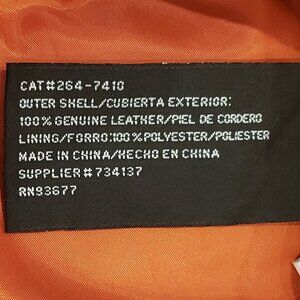 CAT#264-7410
OUTER SHELL/CUBIERTA EXTERIOR:
100% GENUINE LEATHER/PIEL DE CORDERO
LINING/FORRO:100% POLYESTER/POLIESTER
MADE IN CHINA/HECHO EN CHINA
SUPPLIER # 734137
RN93677